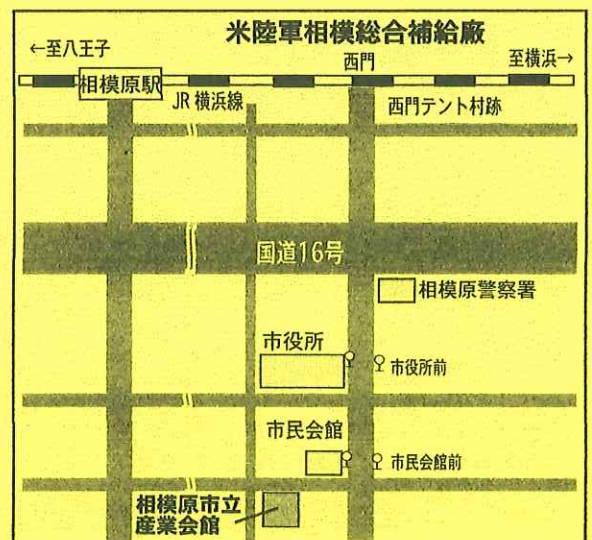 米陸軍相模総合補給廠
←至八王子
西門
至横浜→
相模原駅
JR 横浜線
西門テント村跡
国道16号
相模原警察署
市役所
市役所前
市民会館
市民会館前
相模原市立
産業会館